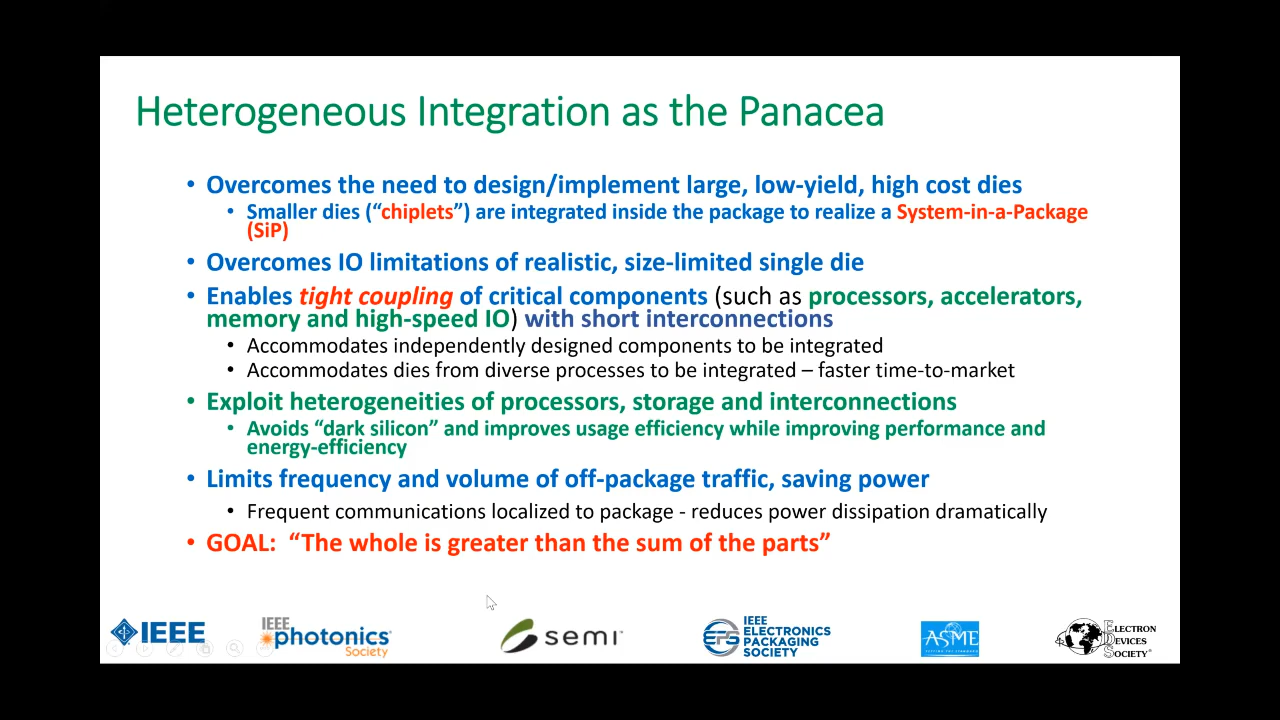 Heterogeneous Integration as the Panacea
• Overcomes the need to design/implement large, low-yield, high cost dies
• Smaller dies (“chiplets”) are integrated inside the package to realize a System-in-a-Package
(SiP)
• Overcomes IO limitations of realistic, size-limited single die
• Enables tight coupling of critical components (such as processors, accelerators,
memory and high-speed IO) with short interconnections
• Accommodates independently designed components to be integrated
• Accommodates dies from diverse processes to be integrated – faster time-to-market
• Exploit heterogeneities of processors, storage and interconnections
• Avoids “dark silicon” and improves usage efficiency while improving performance and
energy-efficiency
• Limits frequency and volume of off-package traffic, saving power
• Frequent communications localized to package - reduces power dissipation dramatically
• GOAL: “The whole is greater than the sum of the parts”
IEEE
IEEE
photonics
Society
semi
EPS
IEEE
ELECTRONICS
PACKAGING
SOCIETY
ASME
ELECTRON
DEVICES
SOCIETY®